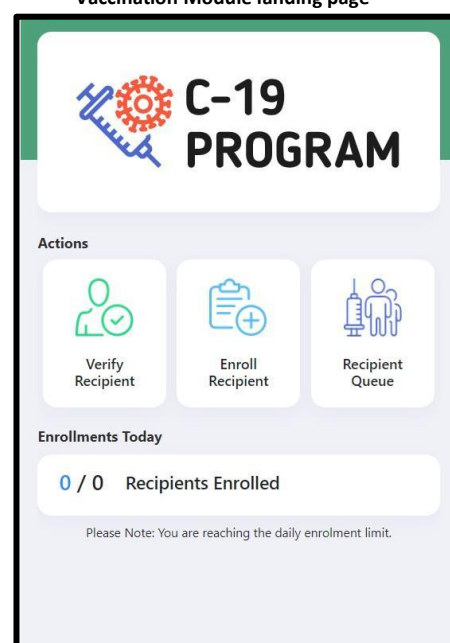 Vaccination Module landing page
C-19
PROGRAM
Actions
Verify
Recipient
Enroll
Recipient
Recipient
Queue
Enrollments Today
0 / 0 Recipients Enrolled
Please Note: You are reaching the daily enrolment limit.